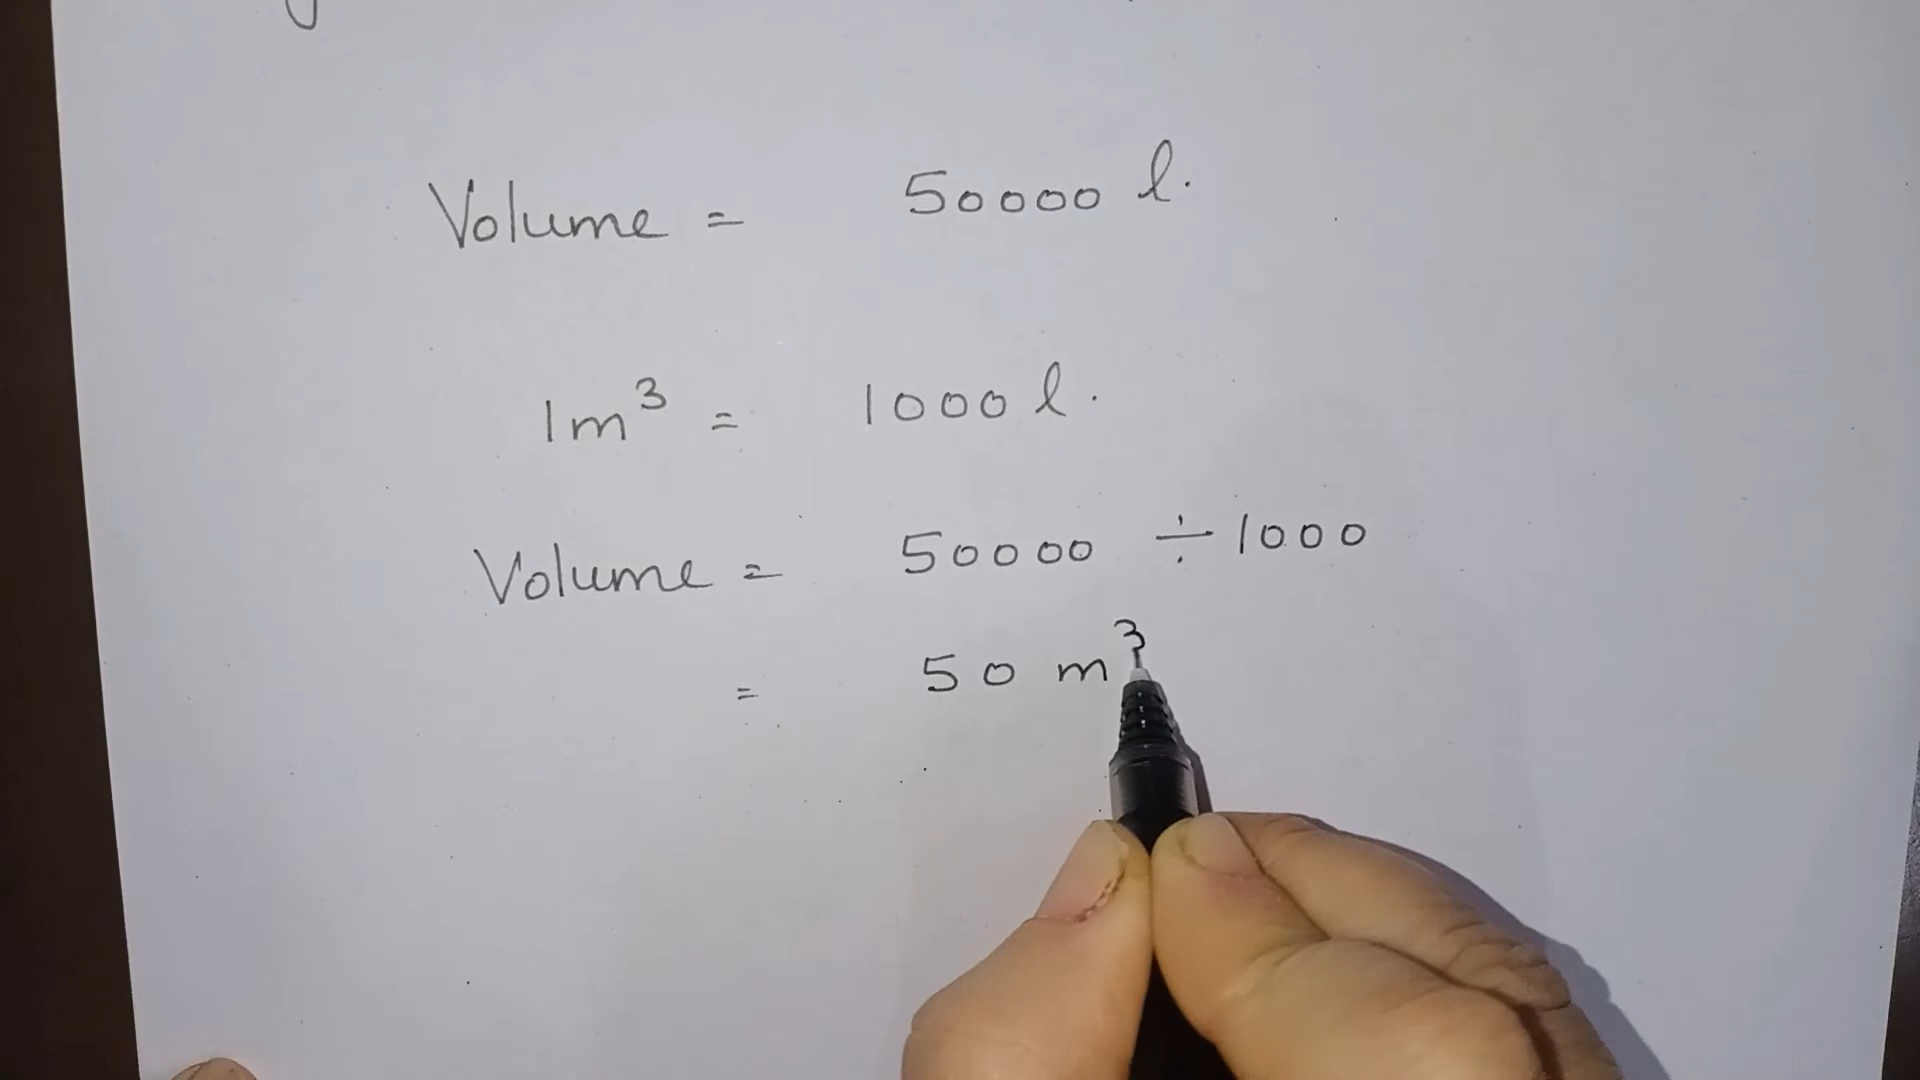 Volume = 50000 l.
1m³ = 1000 l.
Volume = 50000 ÷ 1000
= 50 m³